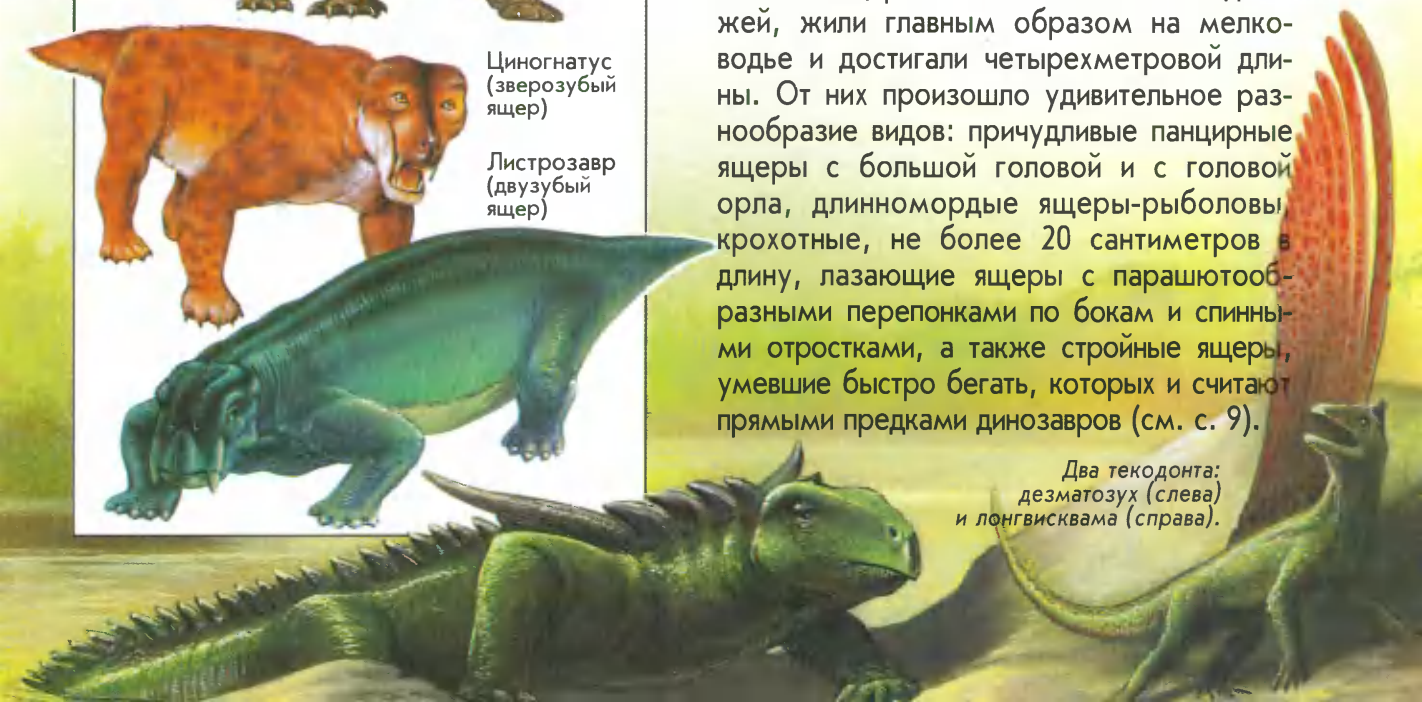 Циногнатус
(зверозубый
ящер)
Листрозавр
(двузубый
ящер)
жей, жили главным образом на мелко-
водье и достигали четырехметровой дли-
ны. От них произошло удивительное раз-
нообразие видов: причудливые панцирные
ящеры с большой головой и с головой
орла, длинномордые ящеры-рыболовы,
крохотные, не более 20 сантиметров в
длину, лазающие ящеры с парашютооб-
разными перепонками по бокам и спинны-
ми отростками, а также стройные ящеры,
умевшие быстро бегать, которых и считают
прямыми предками динозавров (см. с. 9).
Два текодонта:
дезматозух (слева)
и лонгвисквама (справа).